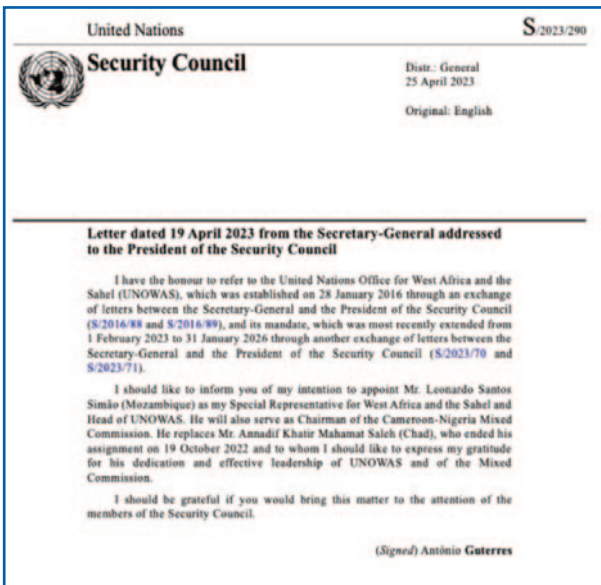 United Nations
S/2023/290
Security Council
Distr.: General
25 April 2023
Original: English
Letter dated 19 April 2023 from the Secretary-General addressed
to the President of the Security Council
I have the honour to refer to the United Nations Office for West Africa and the
Sahel (UNOWAS), which was established on 28 January 2016 through an exchange
of letters between the Secretary-General and the President of the Security Council
(S/2016/88 and S/2016/89), and its mandate, which was most recently extended from
1 February 2023 to 31 January 2026 through another exchange of letters between the
Secretary-General and the President of the Security Council (S/2023/70 and
S/2023/71).
I should like to inform you of my intention to appoint Mr. Leonardo Santos
Simão (Mozambique) as my Special Representative for West Africa and the Sahel and
Head of UNOWAS. He will also serve as Chairman of the Cameroon-Nigeria Mixed
Commission. He replaces Mr. Annadif Khatir Mahamat Saleh (Chad), who ended his
assignment on 19 October 2022 and to whom I should like to express my gratitude
for his dedication and effective leadership of UNOWAS and of the Mixed
Commission.
I should be grateful if you would bring this matter to the attention of the
members of the Security Council.
(Signed) António Guterres